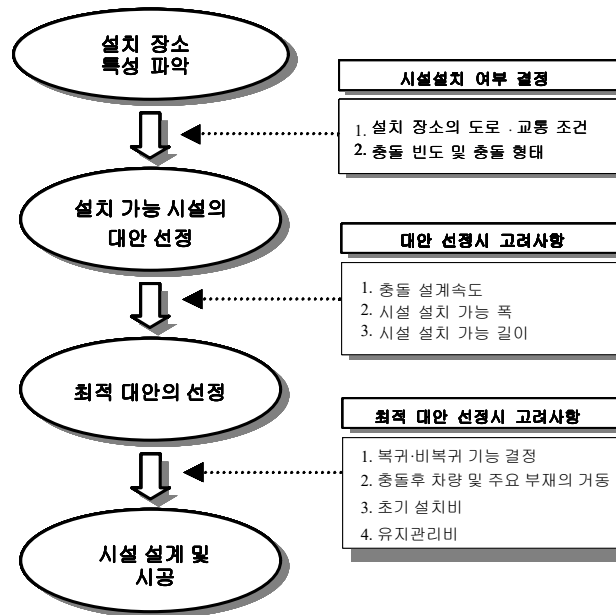 설치 장소
특성 파악
시설설치 여부 결정
1. 설치 장소의 도로 · 교통 조건
2. 충돌 빈도 및 충돌 형태
설치 가능 시설의
대안 선정
대안 선정시 고려사항
1. 충돌 설계속도
2. 시설 설치 가능 폭
3. 시설 설치 가능 길이
최적 대안의 선정
최적 대안 선정시 고려사항
1. 복귀·비복귀 기능 결정
2. 충돌후 차량 및 주요 부재의 거동
3. 초기 설치비
4. 유지관리비
시설 설계 및
시공